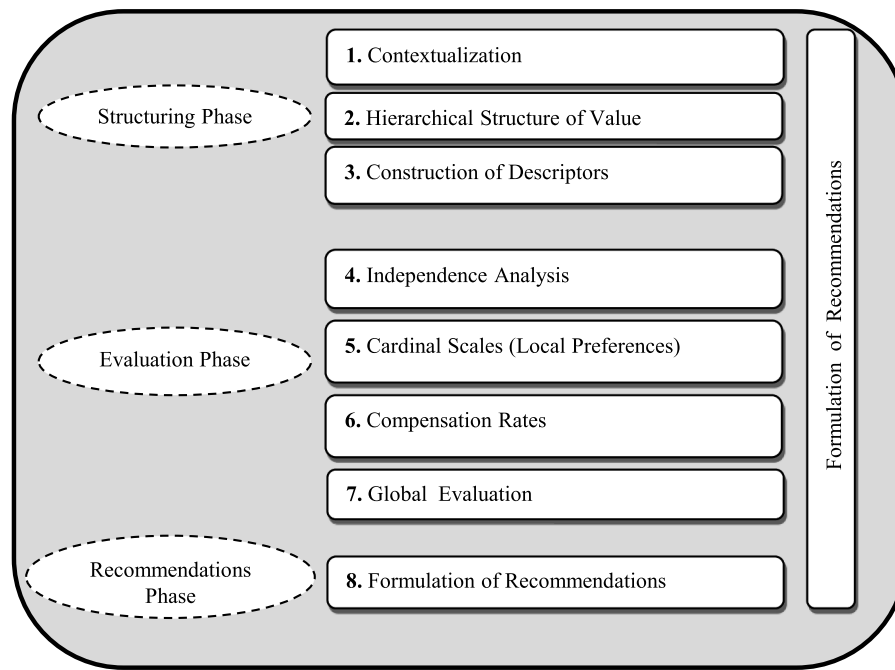 Structuring Phase
1. Contextualization
2. Hierarchical Structure of Value
3. Construction of Descriptors
Evaluation Phase
4. Independence Analysis
5. Cardinal Scales (Local Preferences)
6. Compensation Rates
7. Global Evaluation
Recommendations
Phase
8. Formulation of Recommendations
Formulation of Recommendations